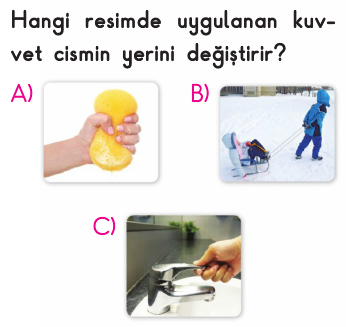 Hangi resimde uygulanan kuv-
vet cismin yerini değiştirir?
A)
B)
C)